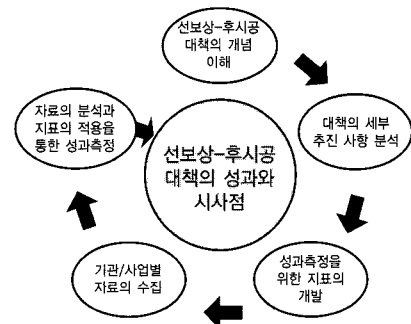 선보상-후시공
대책의 개념
이해
대책의 세부
추진 사항 분석
성과측정을
위한 지표의
개발
기관/사업별
자료의 수집
자료의 분석과
지표의 적용을
통한 성과측정
선보상-후시공
대책의 성과와
시사점